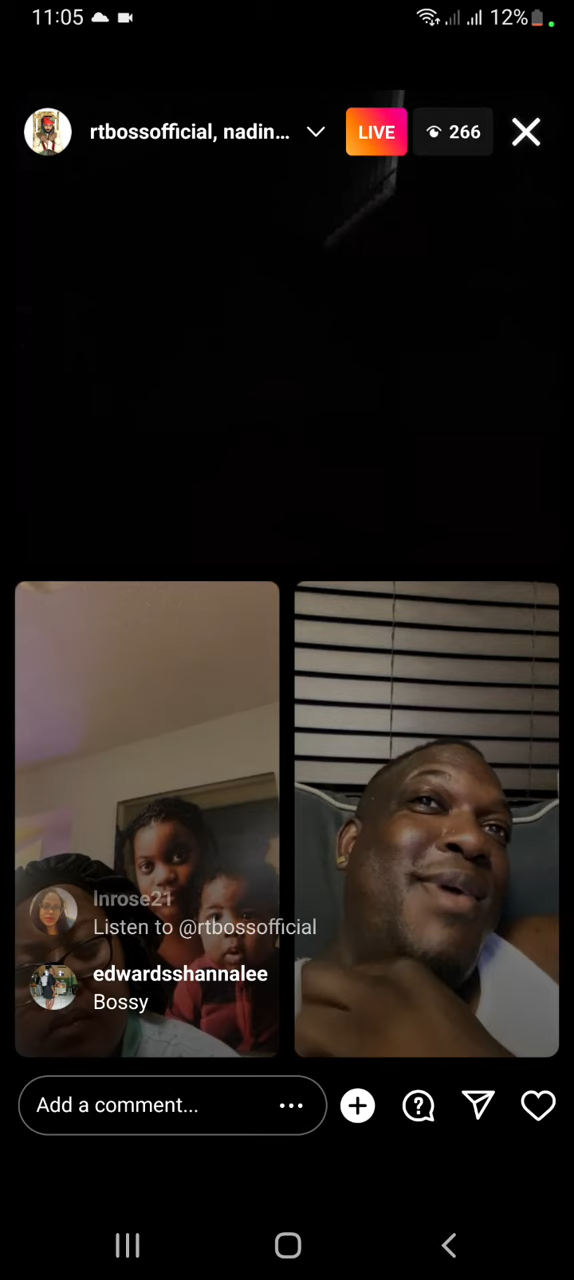 11:05 12%
rtbossofficial, nadin... LIVE 266
lnrose21
Listen to @rtbossofficial
edwardsshannalee
Bossy
Add a comment...